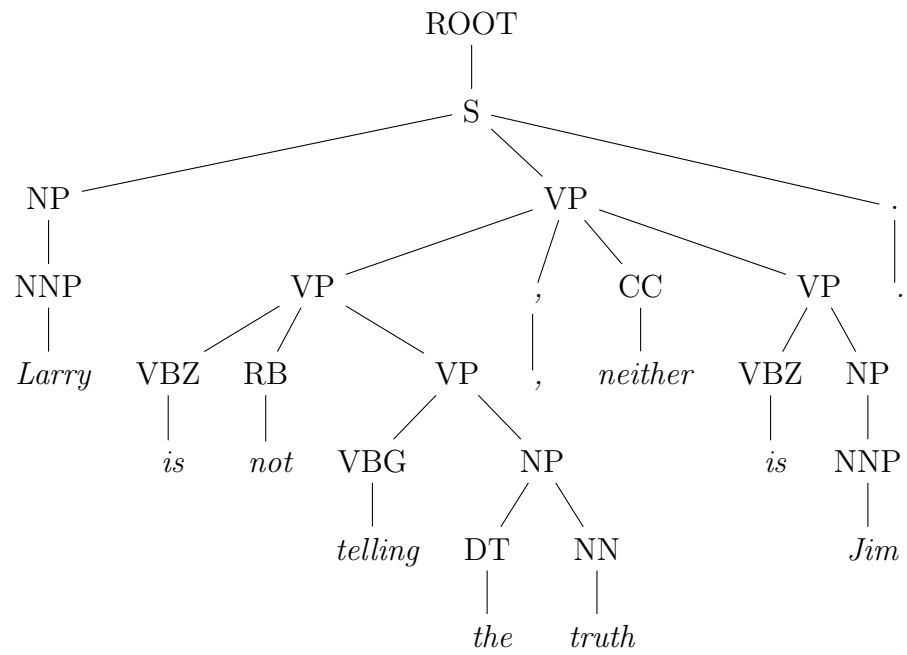 ROOT
S
NP VP .
NNP VP , CC VP .
Larry VBZ RB VP , neither VBZ NP
is not VBG NP is NNP
telling DT NN Jim
the truth